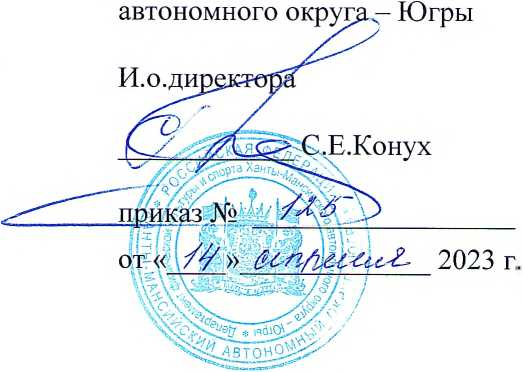 автономного округа – Югры
И.о.директора
С.Е.Конух
приказ № 125
от «14» апреля 2023 г.